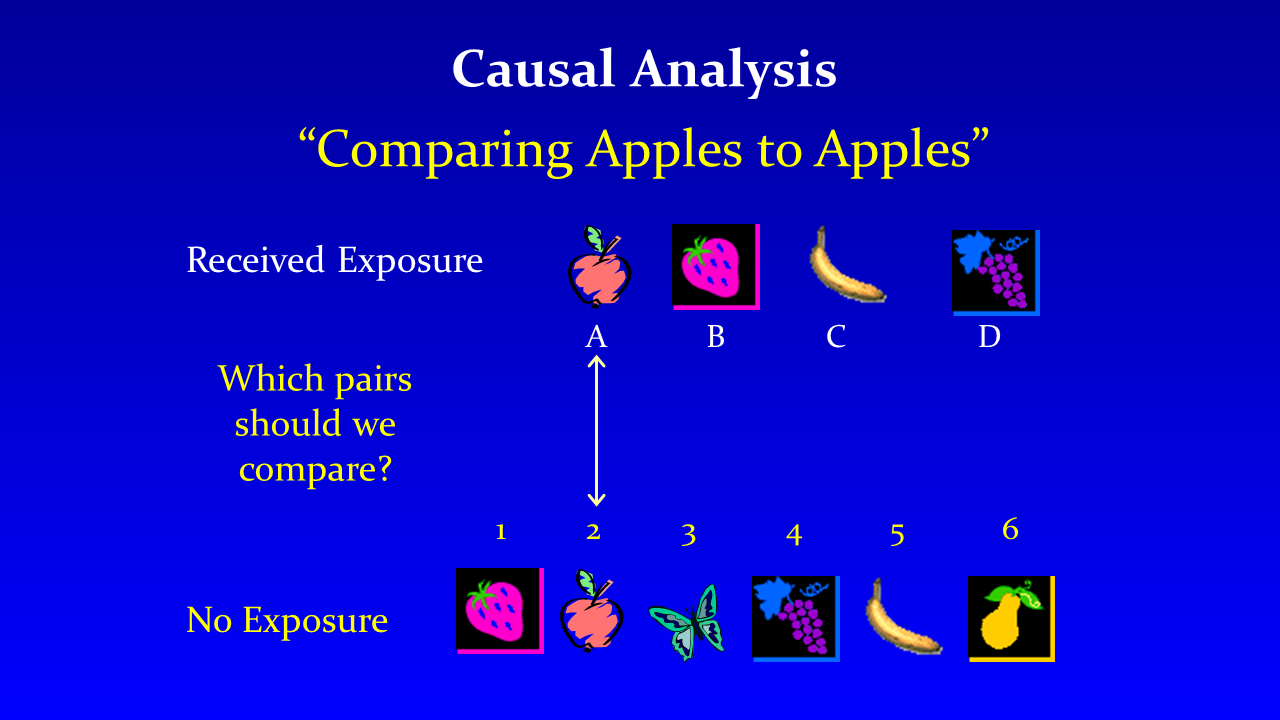 Causal Analysis
“Comparing Apples to Apples”
Received Exposure
A B C D
Which pairs
should we
compare?
1 2 3 4 5 6
No Exposure